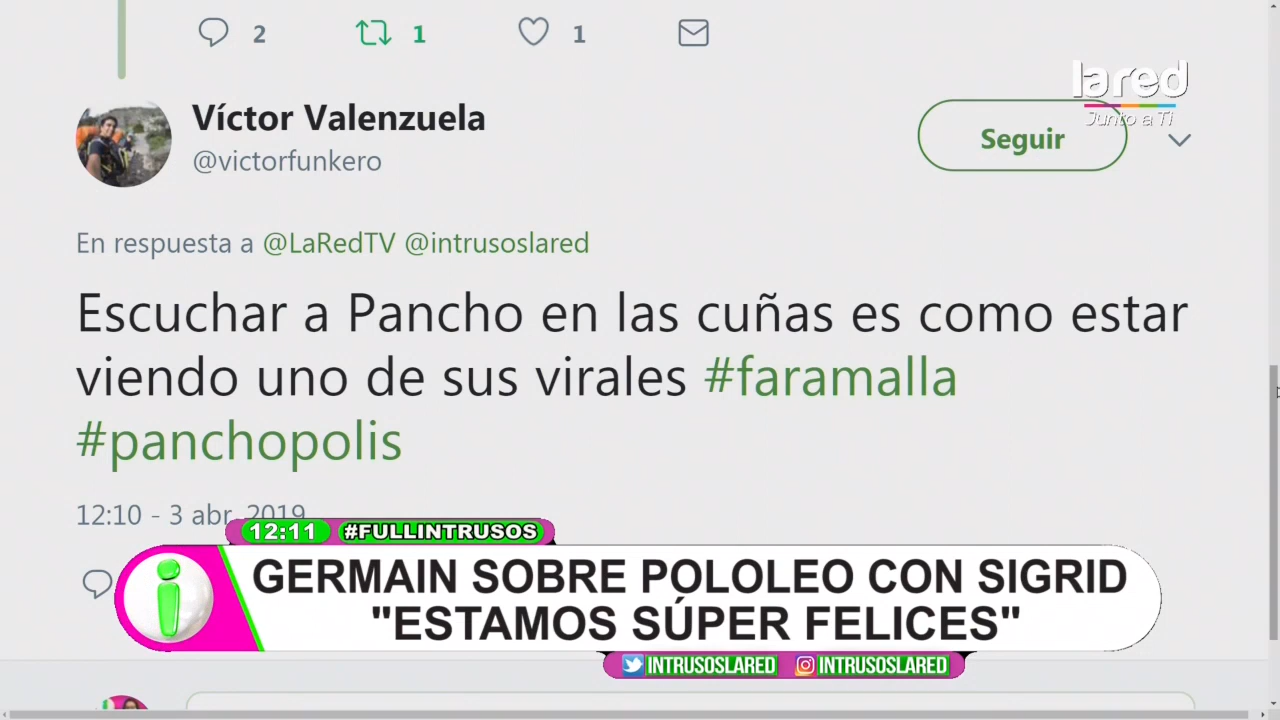 2 1 1
lared
Junto a Ti
Víctor Valenzuela
@victorfunkero
Seguir
En respuesta a @LaRedTV @intrusoslared
Escuchar a Pancho en las cuñas es como estar
viendo uno de sus virales #faramalla
#panchopolis
12:10 - 3 abr. 2019
12:11 #FULLINTRUSOS
i
GERMAIN SOBRE POLOLEO CON SIGRID
"ESTAMOS SÚPER FELICES"
INTRUSOSLARED INTRUSOSLARED